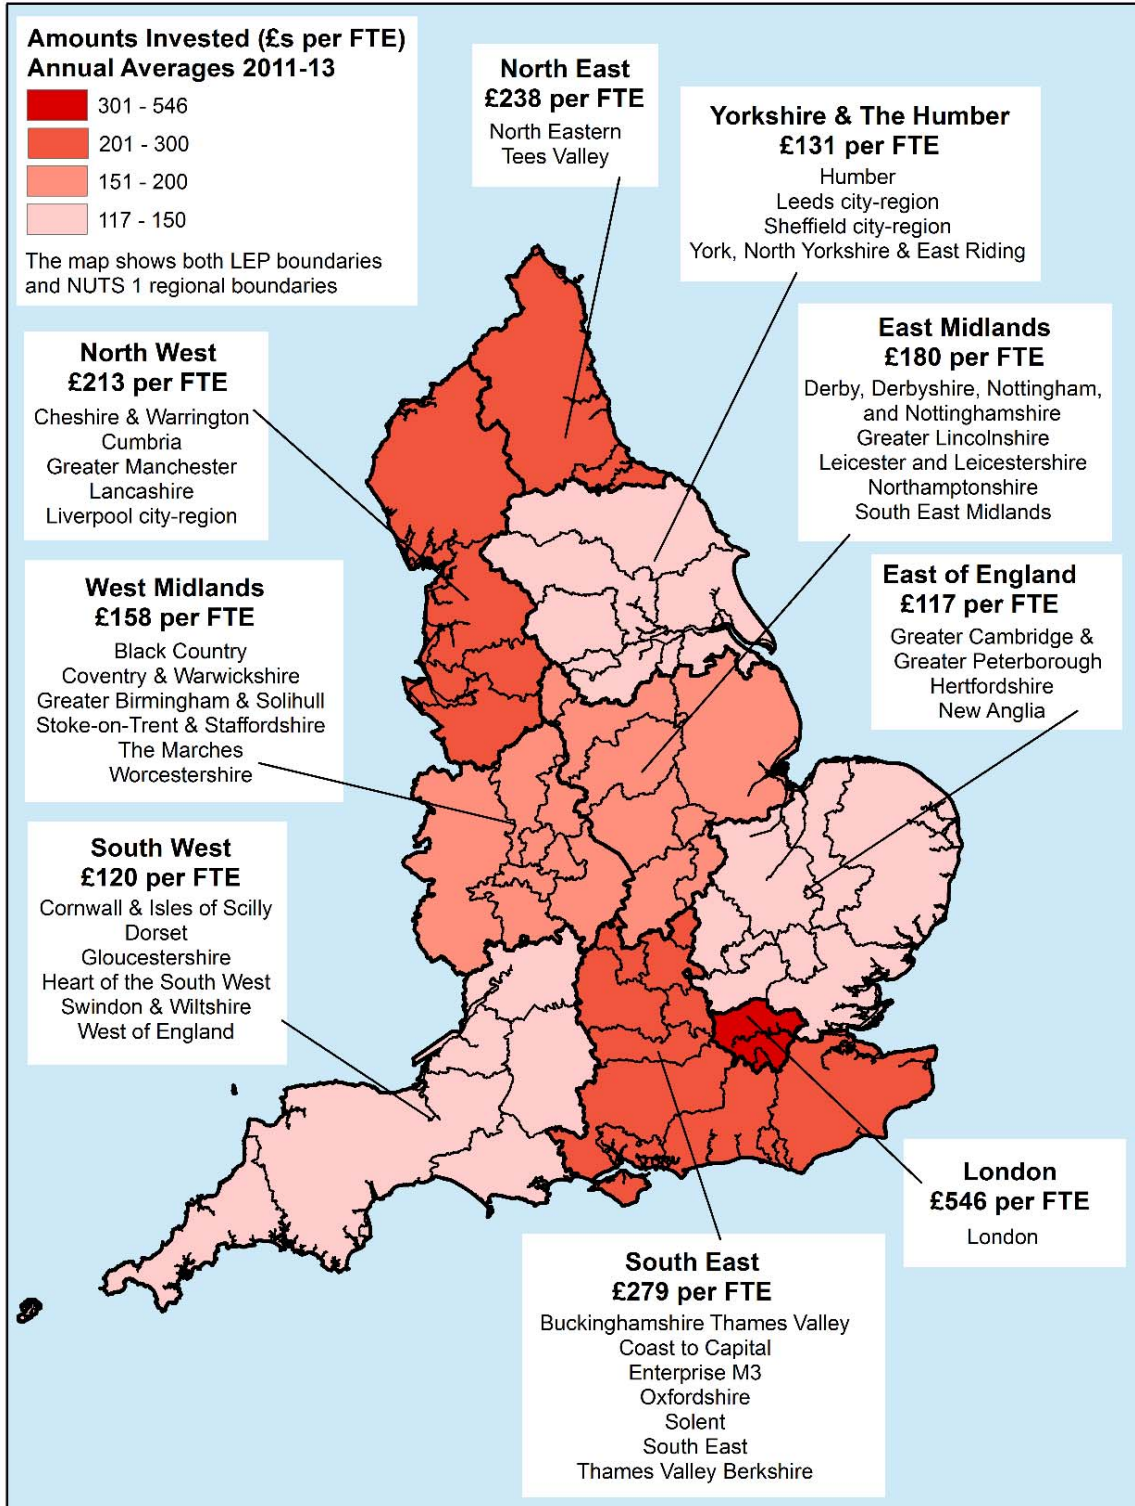 Amounts Invested (£s per FTE)
Annual Averages 2011-13
301 - 546
201 - 300
151 - 200
117 - 150
The map shows both LEP boundaries
and NUTS 1 regional boundaries
North East
£238 per FTE
North Eastern
Tees Valley
Yorkshire & The Humber
£131 per FTE
Humber
Leeds city-region
Sheffield city-region
York, North Yorkshire & East Riding
North West
£213 per FTE
Cheshire & Warrington
Cumbria
Greater Manchester
Lancashire
Liverpool city-region
East Midlands
£180 per FTE
Derby, Derbyshire, Nottingham,
and Nottinghamshire
Greater Lincolnshire
Leicester and Leicestershire
Northamptonshire
South East Midlands
West Midlands
£158 per FTE
Black Country
Coventry & Warwickshire
Greater Birmingham & Solihull
Stoke-on-Trent & Staffordshire
The Marches
Worcestershire
East of England
£117 per FTE
Greater Cambridge &
Greater Peterborough
Hertfordshire
New Anglia
South West
£120 per FTE
Cornwall & Isles of Scilly
Dorset
Gloucestershire
Heart of the South West
Swindon & Wiltshire
West of England
London
£546 per FTE
London
South East
£279 per FTE
Buckinghamshire Thames Valley
Coast to Capital
Enterprise M3
Oxfordshire
Solent
South East
Thames Valley Berkshire